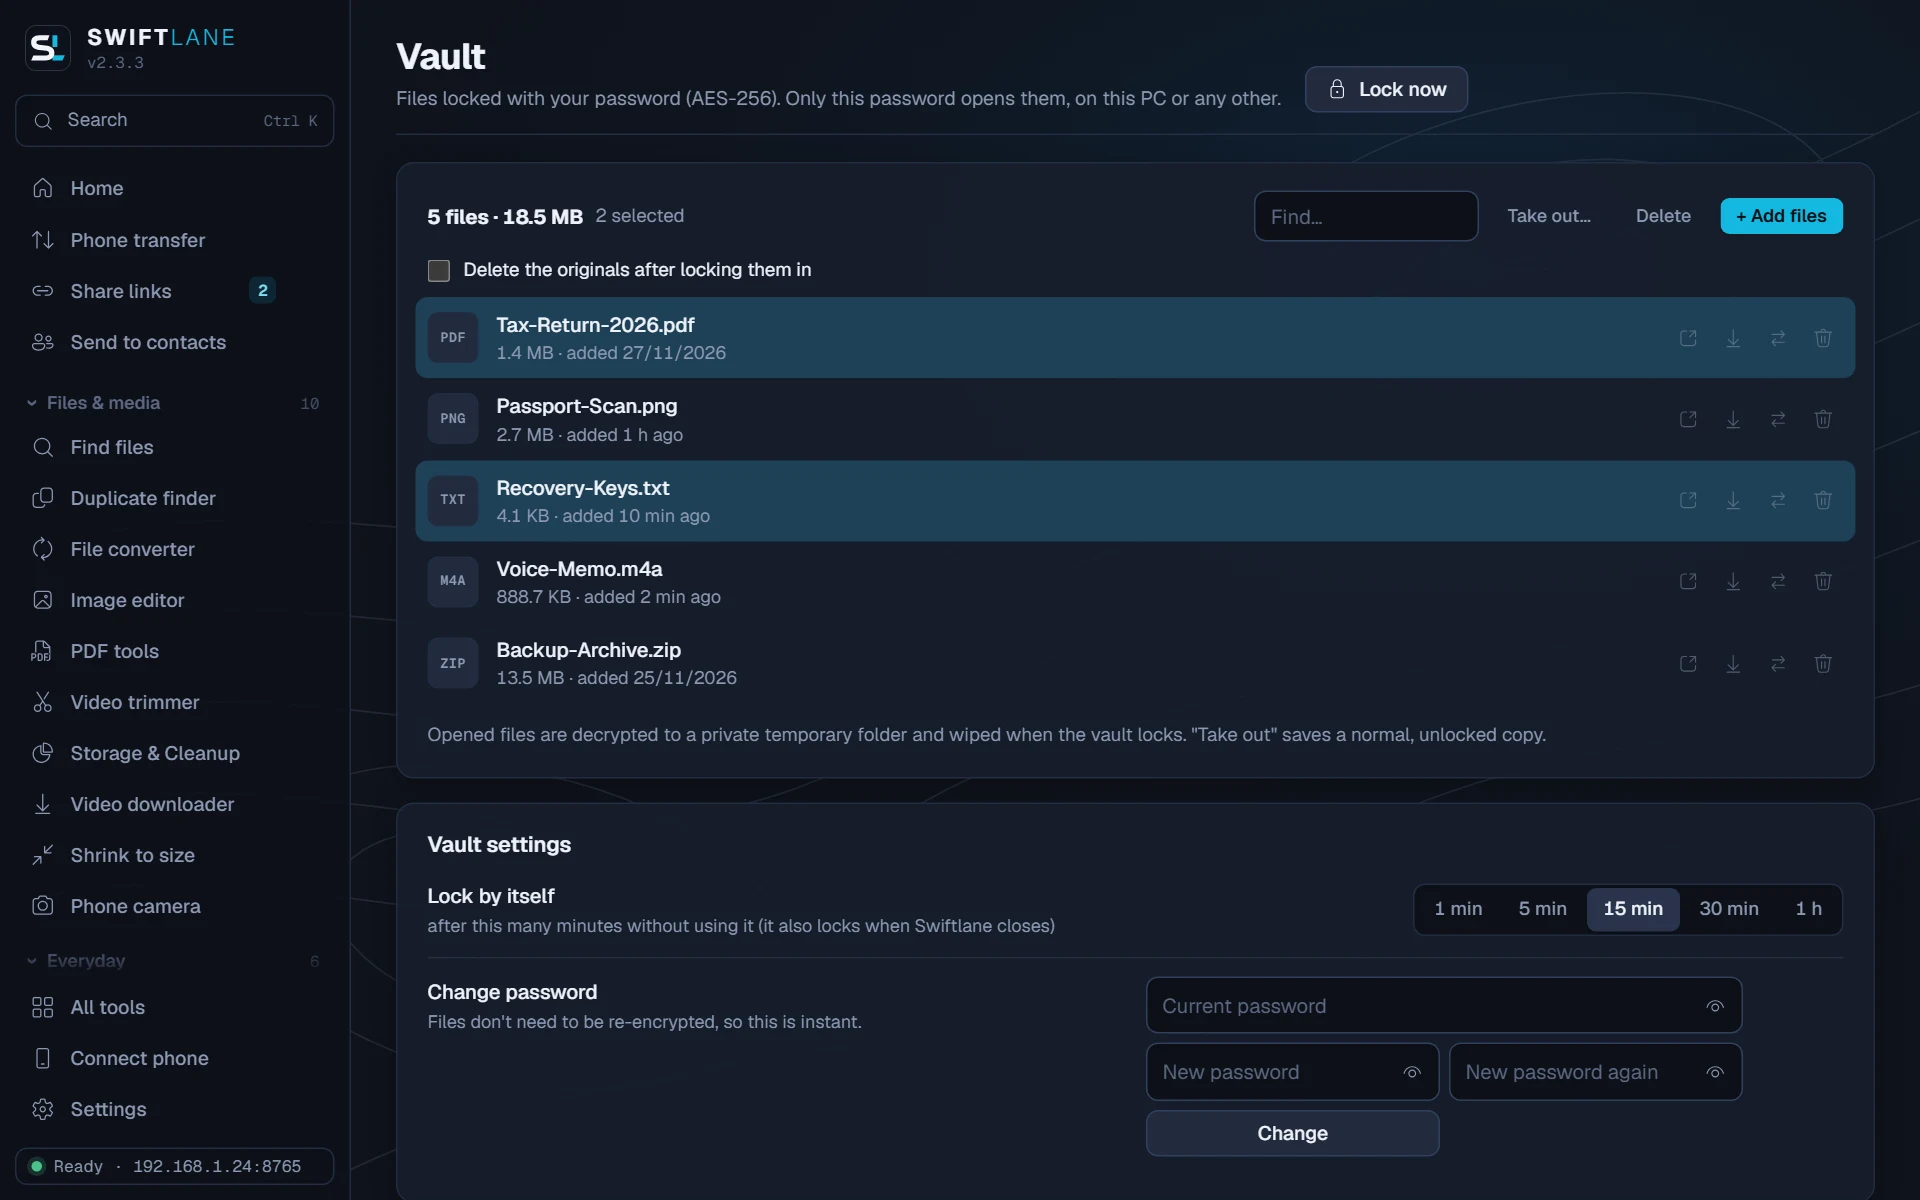 SWIFTLANE
v2.3.3
Search Ctrl K
Home
Phone transfer
Share links 2
Send to contacts
Files & media 10
Find files
Duplicate finder
File converter
Image editor
PDF tools
Video trimmer
Storage & Cleanup
Video downloader
Shrink to size
Phone camera
Everyday 6
All tools
Connect phone
Settings
Ready · 192.168.1.24:8765
Vault
Files locked with your password (AES-256). Only this password opens them, on this PC or any other.
Lock now
5 files · 18.5 MB 2 selected
Find...
Take out...
Delete
+ Add files
Delete the originals after locking them in
PDF
Tax-Return-2026.pdf
1.4 MB · added 27/11/2026
PNG
Passport-Scan.png
2.7 MB · added 1 h ago
TXT
Recovery-Keys.txt
4.1 KB · added 10 min ago
M4A
Voice-Memo.m4a
888.7 KB · added 2 min ago
ZIP
Backup-Archive.zip
13.5 MB · added 25/11/2026
Opened files are decrypted to a private temporary folder and wiped when the vault locks. "Take out" saves a normal, unlocked copy.
Vault settings
Lock by itself
after this many minutes without using it (it also locks when Swiftlane closes)
1 min 5 min 15 min 30 min 1 h
Change password
Files don't need to be re-encrypted, so this is instant.
Current password
New password
New password again
Change